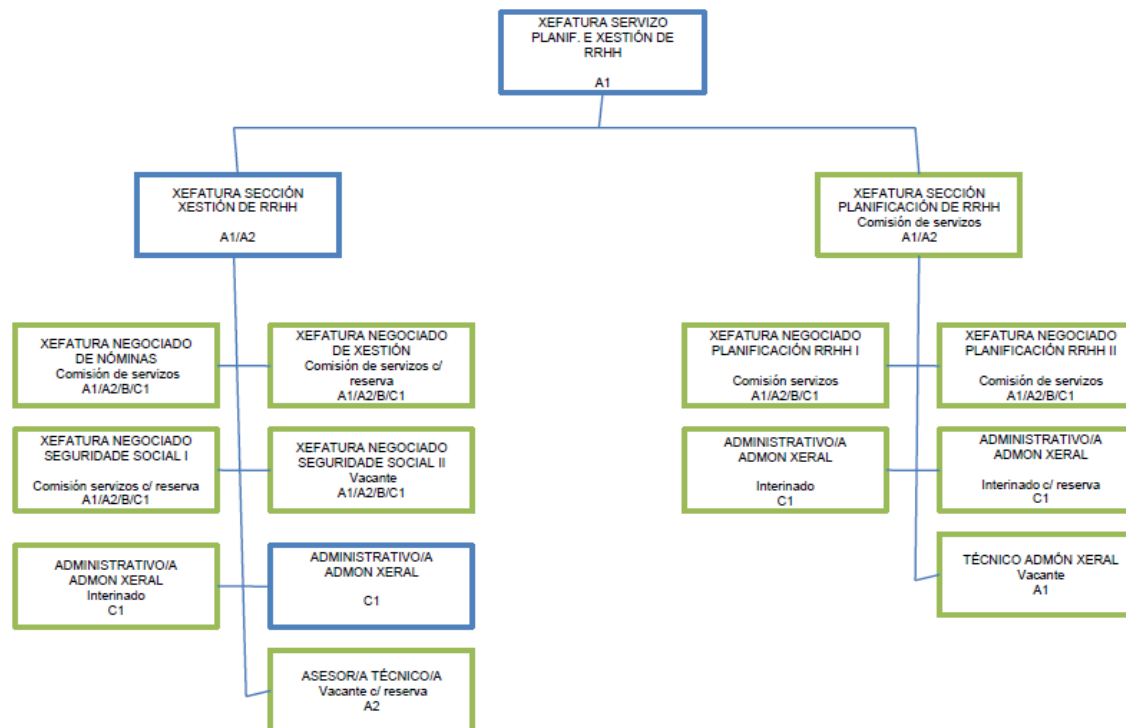 XEFATURA SERVIZO
PLANIF. E XESTIÓN DE
RRHH
A1
XEFATURA SECCIÓN
XESTIÓN DE RRHH
A1/A2
XEFATURA SECCIÓN
PLANIFICACIÓN DE RRHH
Comisión de servizos
A1/A2
XEFATURA NEGOCIADO
DE NÓMINAS
Comisión de servizos
A1/A2/B/C1
XEFATURA NEGOCIADO
DE XESTIÓN
Comisión de servizos c/
reserva
A1/A2/B/C1
XEFATURA NEGOCIADO
PLANIFICACIÓN RRHH I
Comisión servizos
A1/A2/B/C1
XEFATURA NEGOCIADO
PLANIFICACIÓN RRHH II
Comisión de servizos
A1/A2/B/C1
XEFATURA NEGOCIADO
SEGURIDADE SOCIAL I
Comisión servizos c/ reserva
A1/A2/B/C1
XEFATURA NEGOCIADO
SEGURIDADE SOCIAL II
Vacante
A1/A2/B/C1
ADMINISTRATIVO/A
ADMON XERAL
Interinado
C1
ADMINISTRATIVO/A
ADMON XERAL
Interinado c/ reserva
C1
ADMINISTRATIVO/A
ADMON XERAL
Interinado
C1
ADMINISTRATIVO/A
ADMON XERAL
C1
TÉCNICO ADMÓN XERAL
Vacante
A1
ASESOR/A TÉCNICO/A
Vacante c/ reserva
A2